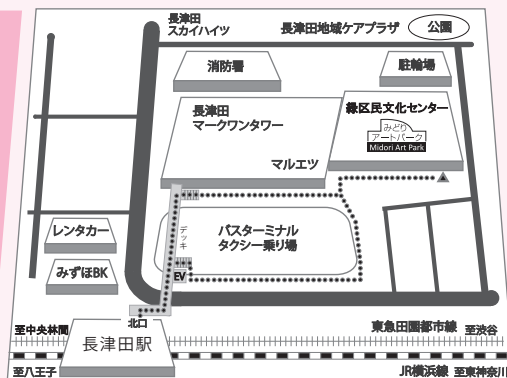 長津田
スカイハイツ
長津田地域ケアプラザ
公園
消防署
駐輪場
長津田
マークワンタワー
マルエツ
緑区民文化センター
みどり
アートパーク
Midori Art Park
デッキ
バスターミナル
タクシー乗り場
レンタカー
みずほBK
EV
北口
長津田駅
至中央林間
東急田園都市線
至渋谷
至八王子
JR横浜線
至東神奈川